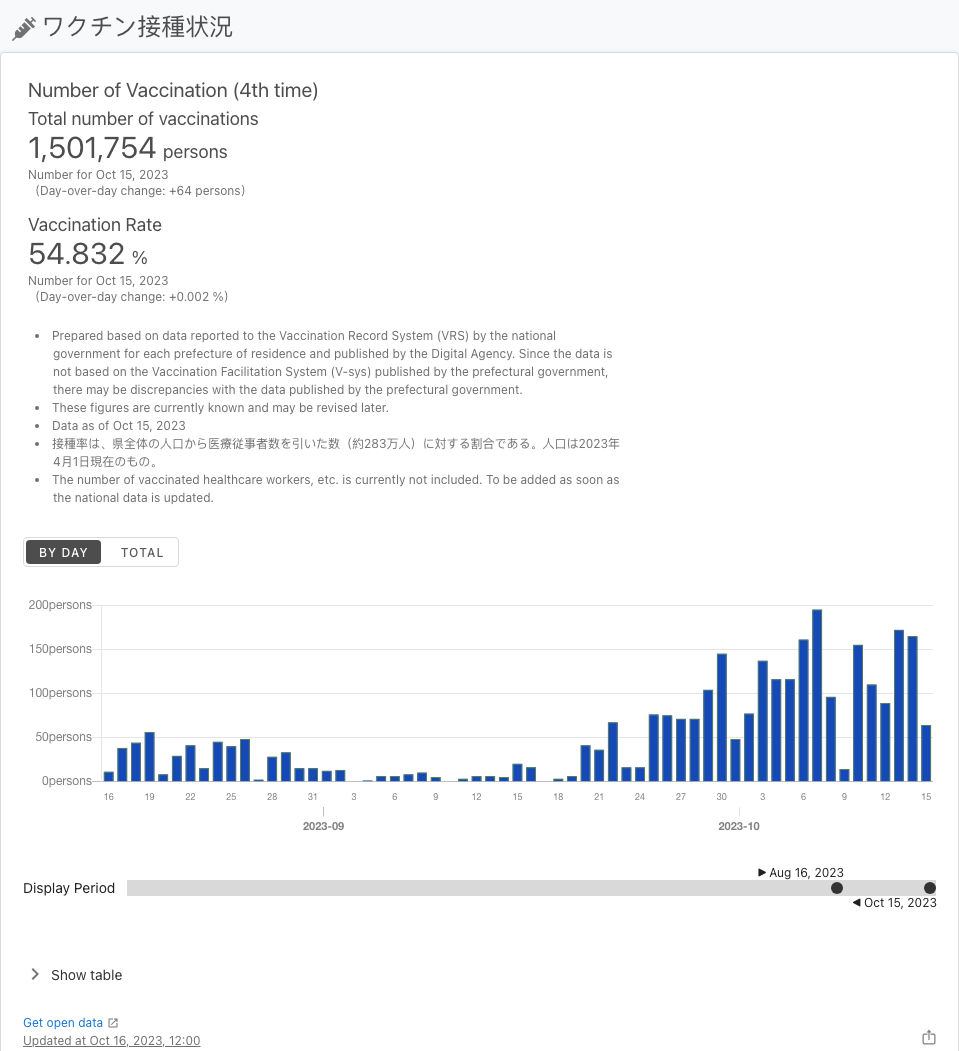 ワクチン接種状況
Number of Vaccination (4th time)
Total number of vaccinations
1,501,754 persons
Number for Oct 15, 2023
(Day-over-day change: +64 persons)
Vaccination Rate
54.832 %
Number for Oct 15, 2023
(Day-over-day change: +0.002 %)
• Prepared based on data reported to the Vaccination Record System (VRS) by the national
government for each prefecture of residence and published by the Digital Agency. Since the data is
not based on the Vaccination Facilitation System (V-sys) published by the prefectural government,
there may be discrepancies with the data published by the prefectural government.
• These figures are currently known and may be revised later.
• Data as of Oct 15, 2023
• 接種率は、県全体の人口から医療従事者数を引いた数（約283万人）に対する割合である。人口は2023年
4月1日現在のもの。
• The number of vaccinated healthcare workers, etc. is currently not included. To be added as soon as
the national data is updated.
BY DAY TOTAL
200persons
150persons
100persons
50persons
0persons
16 19 22 25 28 31 3 6 9 12 15 18 21 24 27 30 3 6 9 12 15
2023-09 2023-10
Aug 16, 2023
Display Period
Oct 15, 2023
Show table
Get open data
Updated at Oct 16, 2023, 12:00